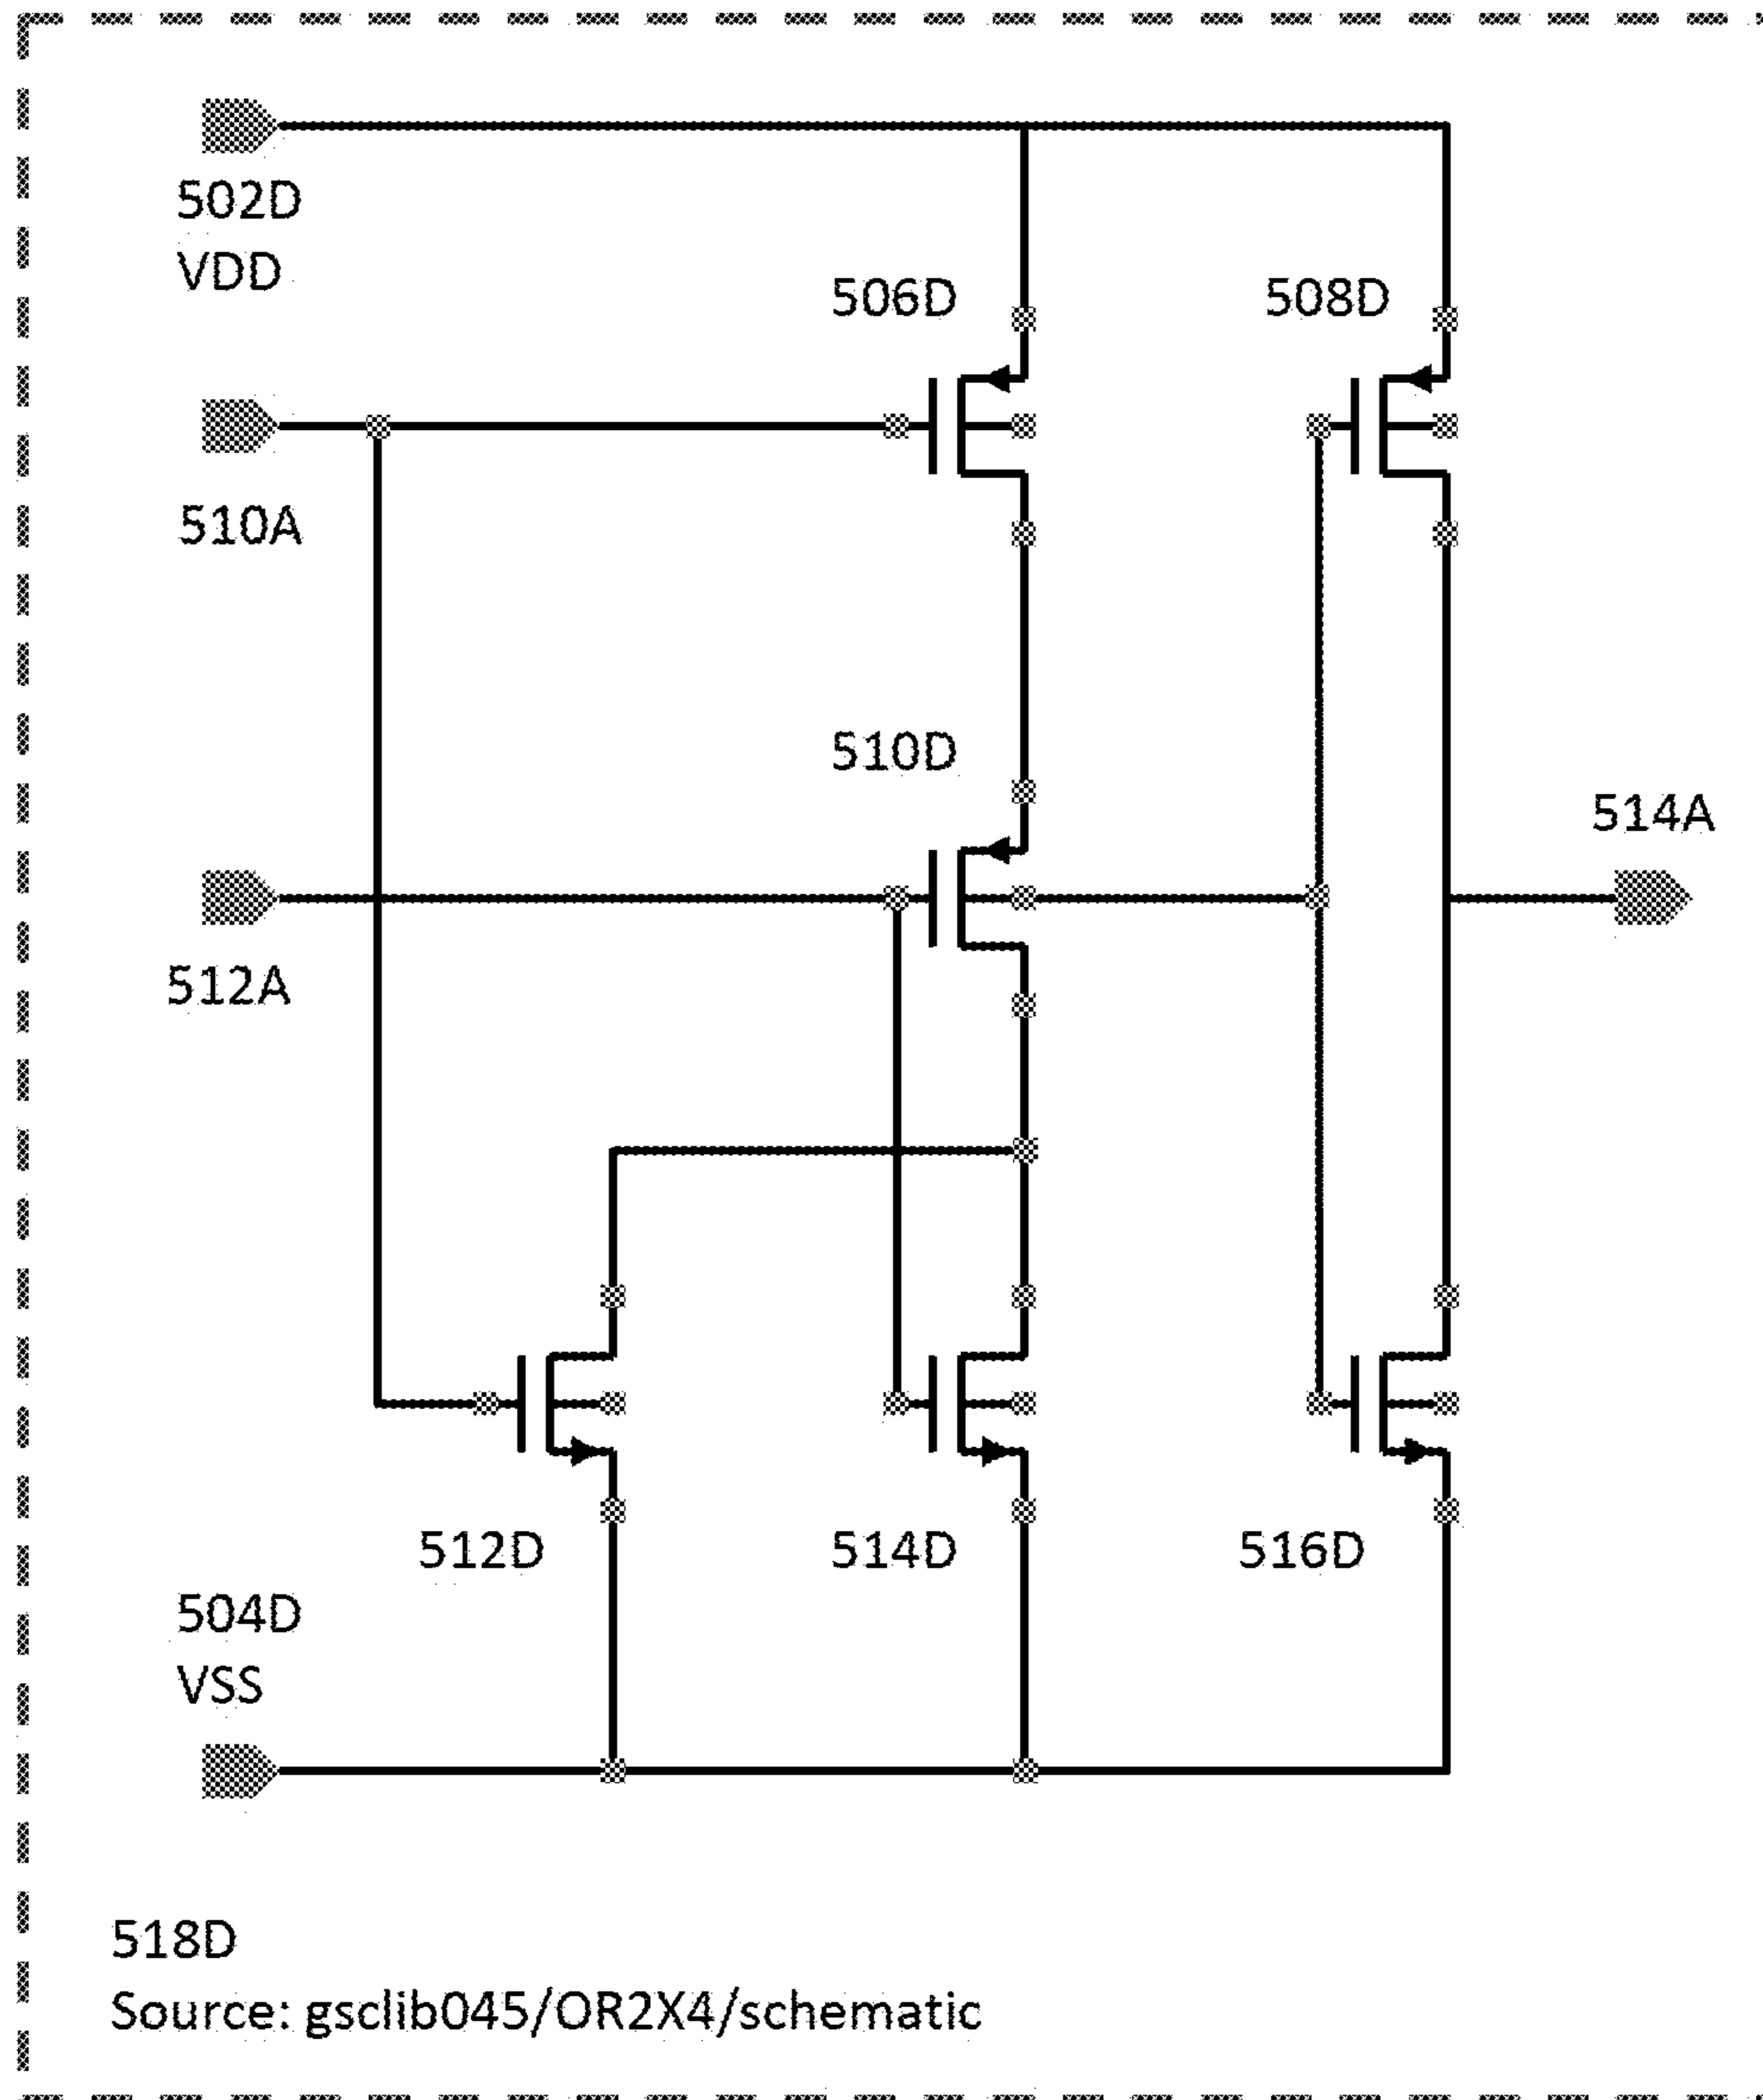 502D
VDD
506D
508D
510A
510D
514A
512A
512D
514D
516D
504D
VSS
518D
Source: gsclib045/OR2X4/schematic